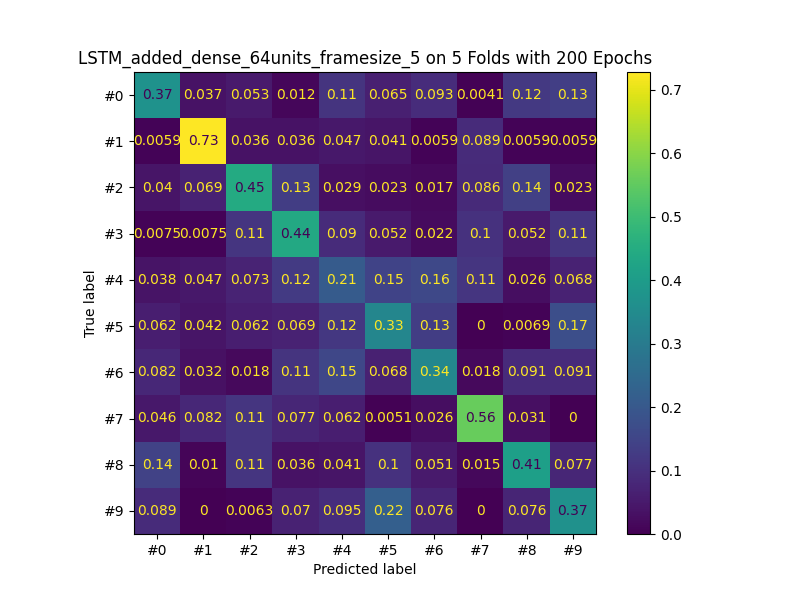 LSTM_added_dense_64units_framesize_5 on 5 Folds with 200 Epochs
#0 0.37 0.037 0.053 0.012 0.11 0.065 0.093 0.0041 0.12 0.13
#1 0.0059 0.73 0.036 0.036 0.047 0.041 0.0059 0.089 0.0059 0.0059
#2 0.04 0.069 0.45 0.13 0.029 0.023 0.017 0.086 0.14 0.023
#3 0.0075 0.0075 0.11 0.44 0.09 0.052 0.022 0.1 0.052 0.11
#4 0.038 0.047 0.073 0.12 0.21 0.15 0.16 0.11 0.026 0.068
#5 0.062 0.042 0.062 0.069 0.12 0.33 0.13 0 0.0069 0.17
#6 0.082 0.032 0.018 0.11 0.15 0.068 0.34 0.018 0.091 0.091
#7 0.046 0.082 0.11 0.077 0.062 0.0051 0.026 0.56 0.031 0
#8 0.14 0.01 0.11 0.036 0.041 0.1 0.051 0.015 0.41 0.077
#9 0.089 0 0.0063 0.07 0.095 0.22 0.076 0 0.076 0.37
#0 #1 #2 #3 #4 #5 #6 #7 #8 #9
Predicted label
True label
0.7
0.6
0.5
0.4
0.3
0.2
0.1
0.0